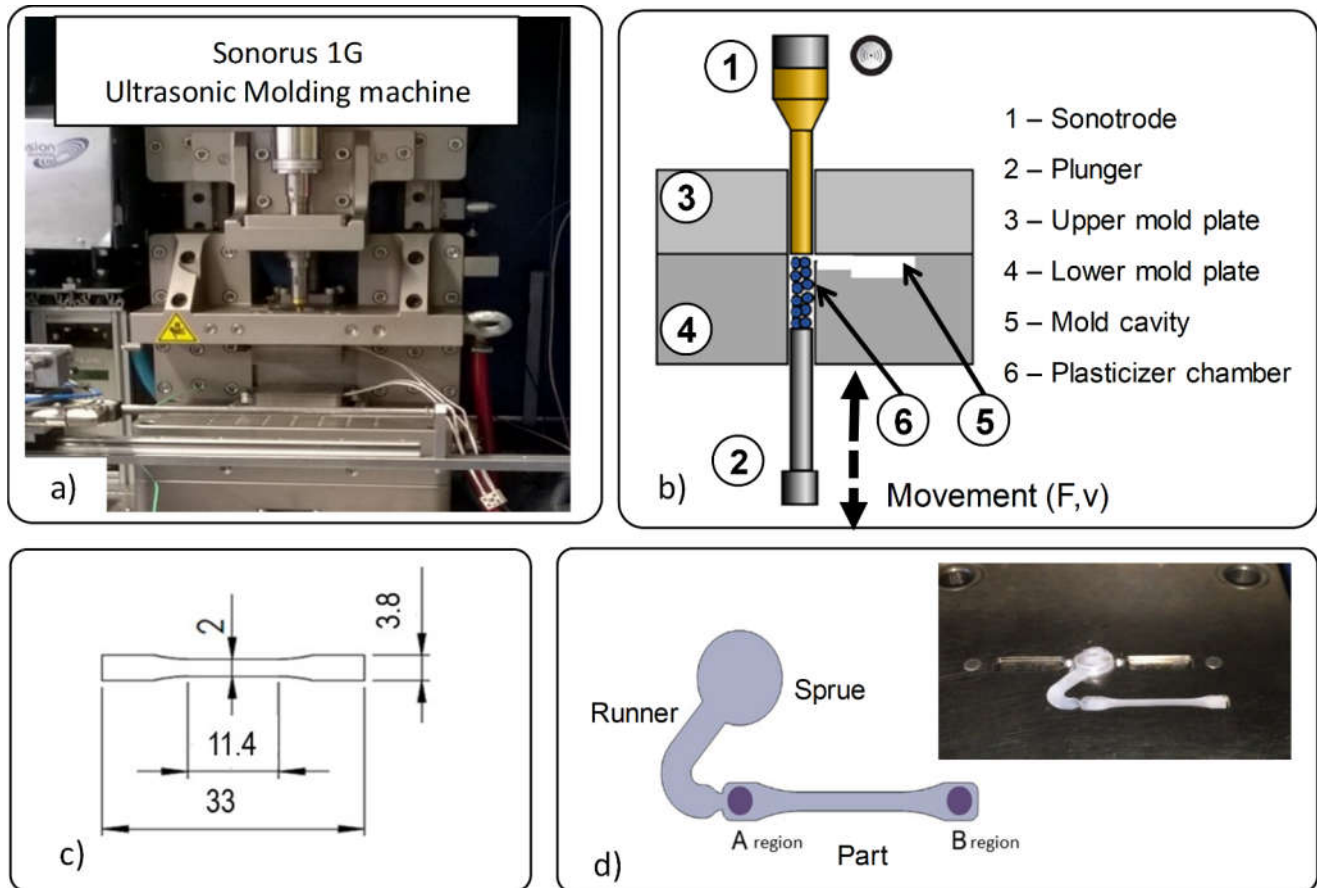 Sonorus 1G
Ultrasonic Molding machine
a)
1
3
4
2
6
5
b)
Movement (F,v)
1 – Sonotrode
2 – Plunger
3 – Upper mold plate
4 – Lower mold plate
5 – Mold cavity
6 – Plasticizer chamber
2
3.8
11.4
33
c)
Runner
Sprue
A region
Part
B region
d)